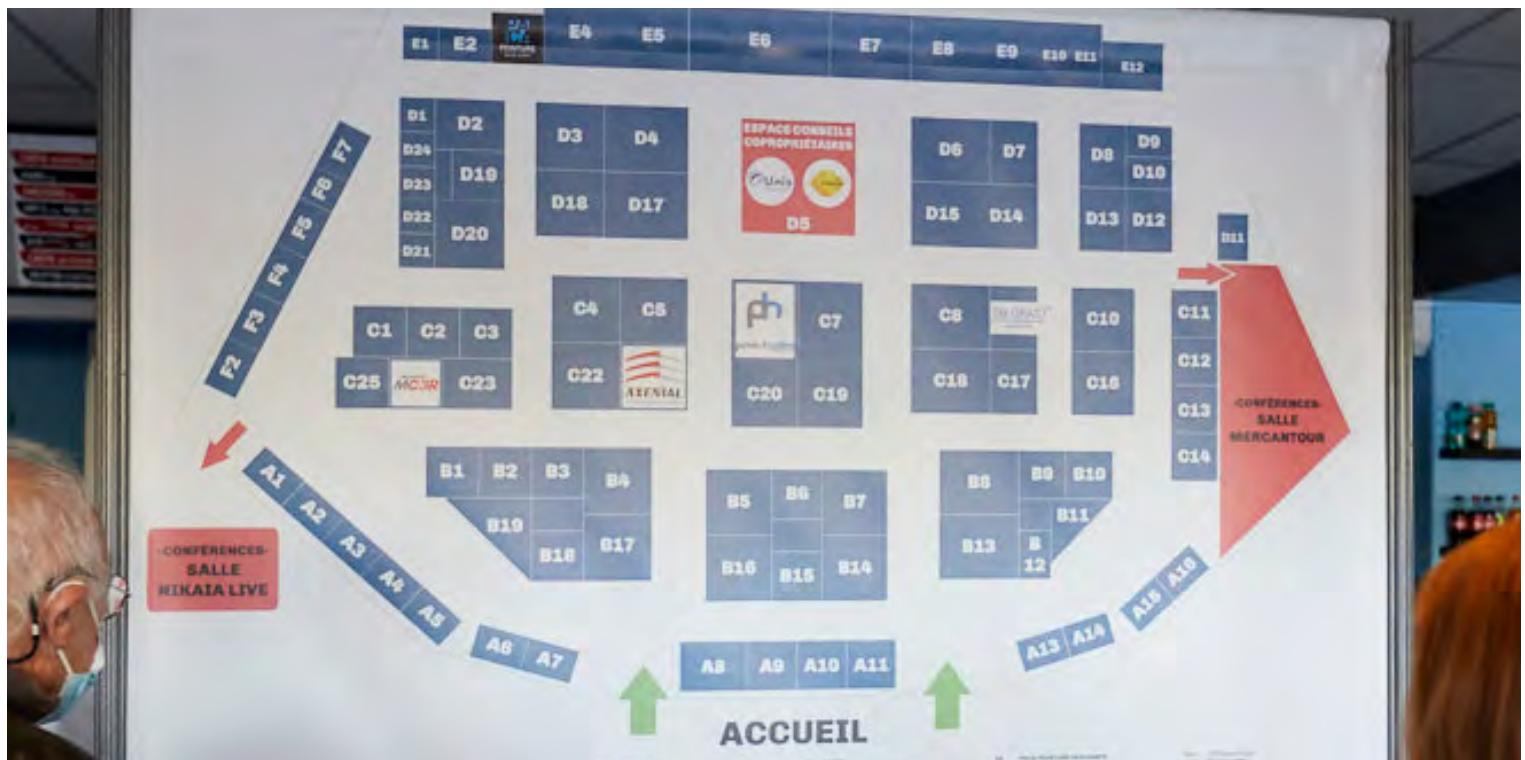 E1 E2 E4 E5 E6 E7 E8 E9 E10 E11 E12
D1 D2 D3 D4
ESPACE CONSEILS
COPROPRIÉTAIRES
D6 D7 D8 D9
D10
D24 D19
D23
D18 D17 D15 D14 D13 D12
D22 D20
D5
D21
D11
F7
F6
F5
F4
F3
F2
C4 C5 C7 C8 C10 C11
C1 C2 C3
C12
C25 MC3R C23 C22 AXENTAL C20 C19 C18 C17 C16
C13
C14
-CONFÉRENCES-
SALLE
MERCANTOUR
B1 B2 B3 B4 B5 B6 B7 B8 B9 B10
B19 B18 B17 B16 B15 B14 B13 B11
B
12
A1
A2
A3
A4
A5
-CONFÉRENCES-
SALLE
NIKAIA LIVE
A6 A7
A8 A9 A10 A11
A13 A14
A15 A16
ACCUEIL